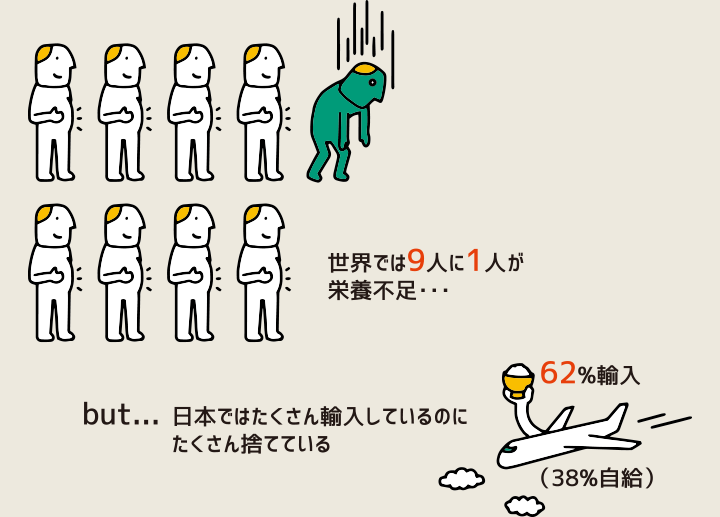 世界では9人に1人が
栄養不足･･･
62%輸入
but... 日本ではたくさん輸入しているのに
たくさん捨てている
（38%自給）